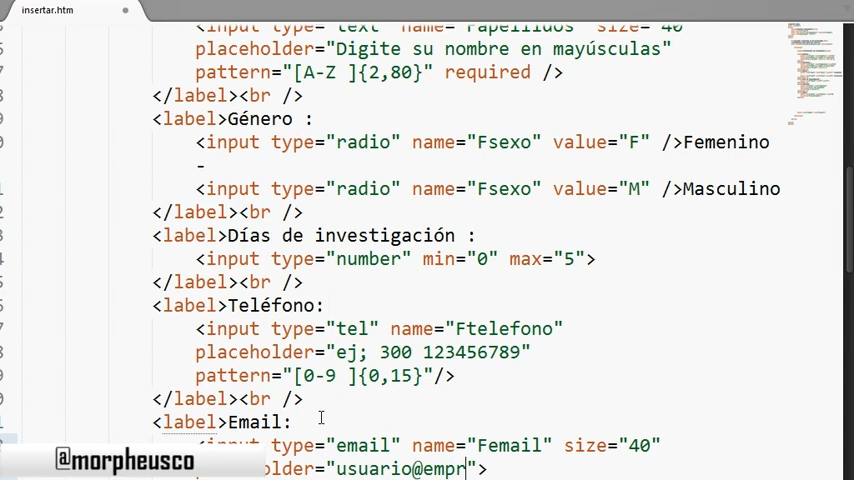 insertar.htm
<input type="text" name="Fapellidos" size="40"
placeholder="Digite su nombre en mayúsculas"
pattern="[A-Z ]{2,80}" required />
</label><br />
<label>Género :
<input type="radio" name="Fsexo" value="F" />Femenino
-
<input type="radio" name="Fsexo" value="M" />Masculino
</label><br />
<label>Días de investigación :
<input type="number" min="0" max="5">
</label><br />
<label>Teléfono:
<input type="tel" name="Ftelefono"
placeholder="ej; 300 123456789"
pattern="[0-9 ]{0,15}"/>
</label><br />
<label>Email:
<input type="email" name="Femail" size="40"
holder="usuario@empr">
@morpheusco